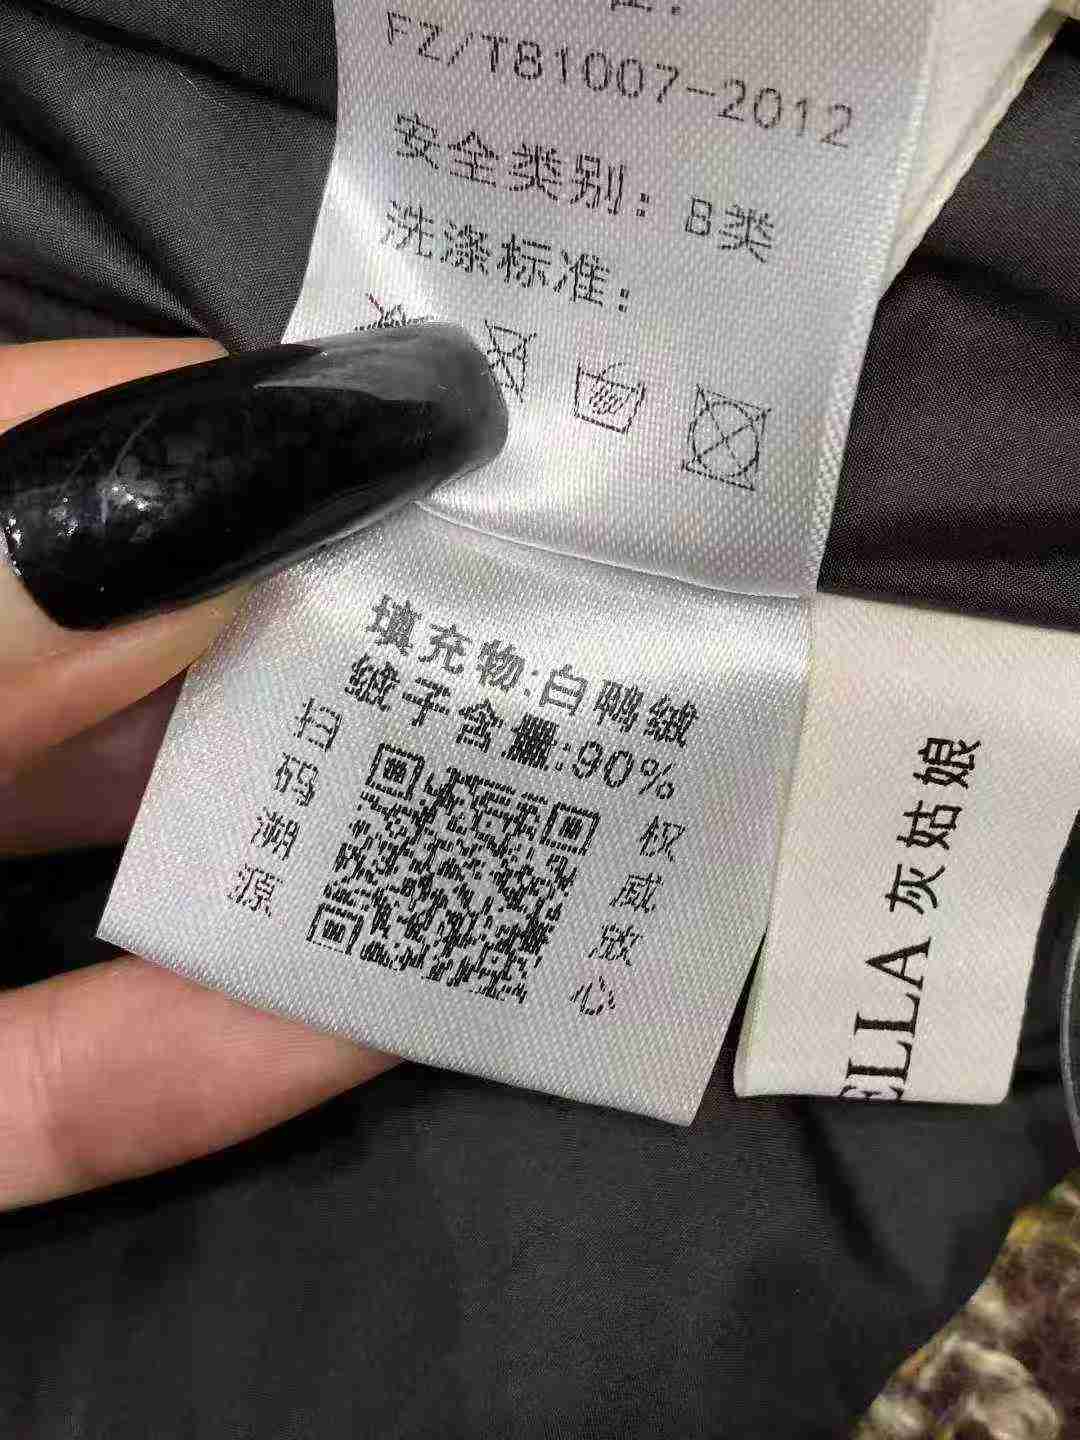 FZ/T81007-2012
安全类别: B类
洗涤标准:
填充物:白鸭绒
绒子含量:90%
扫码溯源
权威放心
ELLA 灰姑娘